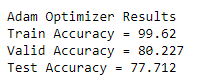 Adam Optimizer Results
Train Accuracy = 99.62
Valid Accuracy = 80.227
Test Accuracy = 77.712